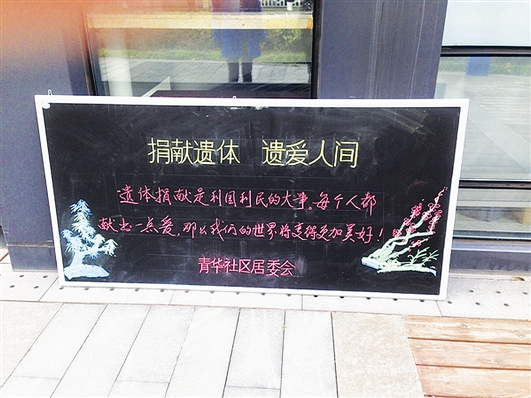 捐献遗体 遗爱人间
遗体捐献是利国利民的大事。每个人都
献出一点爱，那么我们的世界将变得更加美好！
青华社区居委会